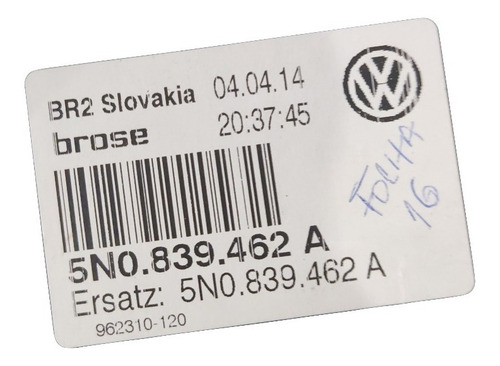 BR2 Slovakia 04.04.14
brose 20:37:45
VW
5N0.839.462 A
Ersatz: 5N0.839.462 A
962310-120
16